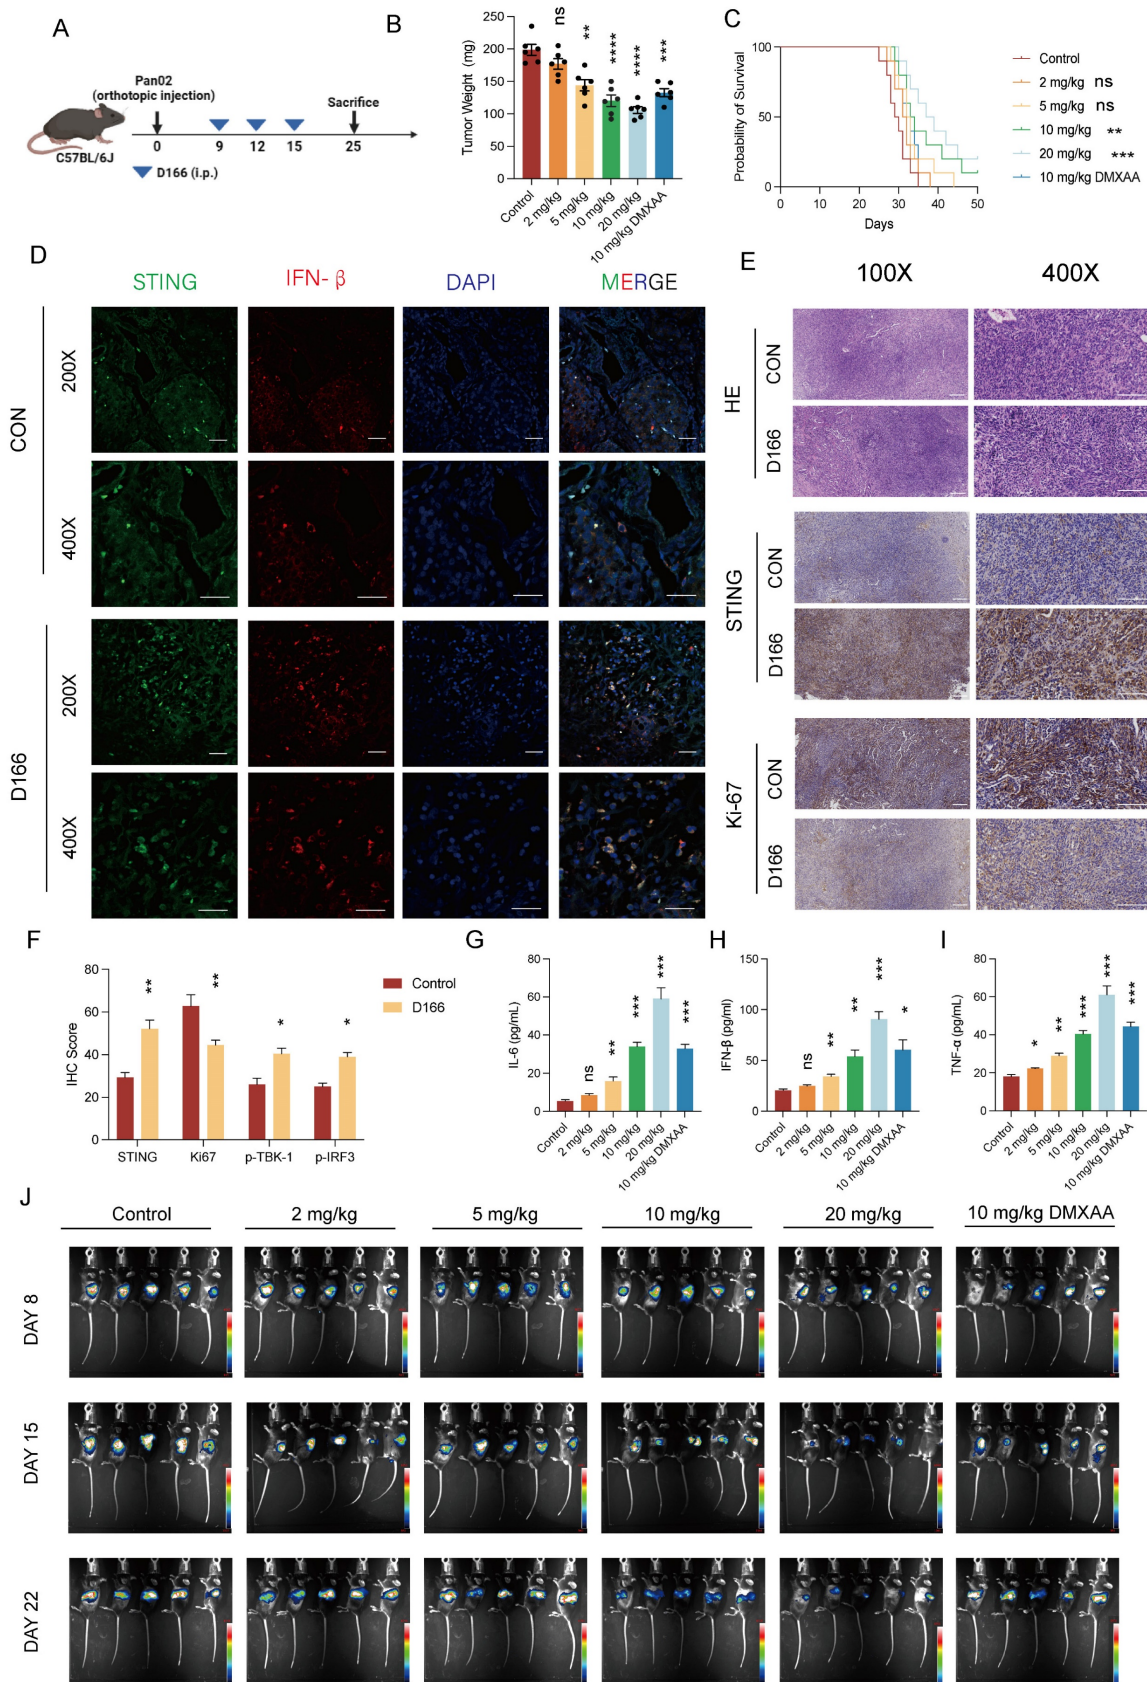 A
Pan02
(orthotopic injection)
Sacrifice
C57BL/6J
0
9
12
15
25
D166 (i.p.)
B
Tumor Weight (mg)
250
200
150
100
50
0
ns
**
****
****
***
Control
2 mg/kg
5 mg/kg
10 mg/kg
20 mg/kg
10 mg/kg DMXAA
C
Probability of Survival
100
50
0
0
10
20
30
40
50
Days
Control
2 mg/kg ns
5 mg/kg ns
10 mg/kg **
20 mg/kg ***
10 mg/kg DMXAA
D
STING
IFN- β
DAPI
MERGE
CON
200X
400X
D166
200X
400X
E
100X
400X
HE
CON
D166
STING
CON
D166
Ki-67
CON
D166
F
IHC Score
80
60
40
20
0
**
**
*
*
STING
Ki67
p-TBK-1
p-IRF3
Control
D166
G
IL-6 (pg/mL)
80
60
40
20
0
ns
**
***
***
***
Control
2 mg/kg
5 mg/kg
10 mg/kg
20 mg/kg
10 mg/kg DMXAA
H
IFN-β (pg/ml)
150
100
50
0
ns
**
**
***
*
Control
2 mg/kg
5 mg/kg
10 mg/kg
20 mg/kg
10 mg/kg DMXAA
I
TNF-α (pg/mL)
80
60
40
20
0
*
**
***
***
***
Control
2 mg/kg
5 mg/kg
10 mg/kg
20 mg/kg
10 mg/kg DMXAA
J
Control
2 mg/kg
5 mg/kg
10 mg/kg
20 mg/kg
10 mg/kg DMXAA
DAY 8
DAY 15
DAY 22